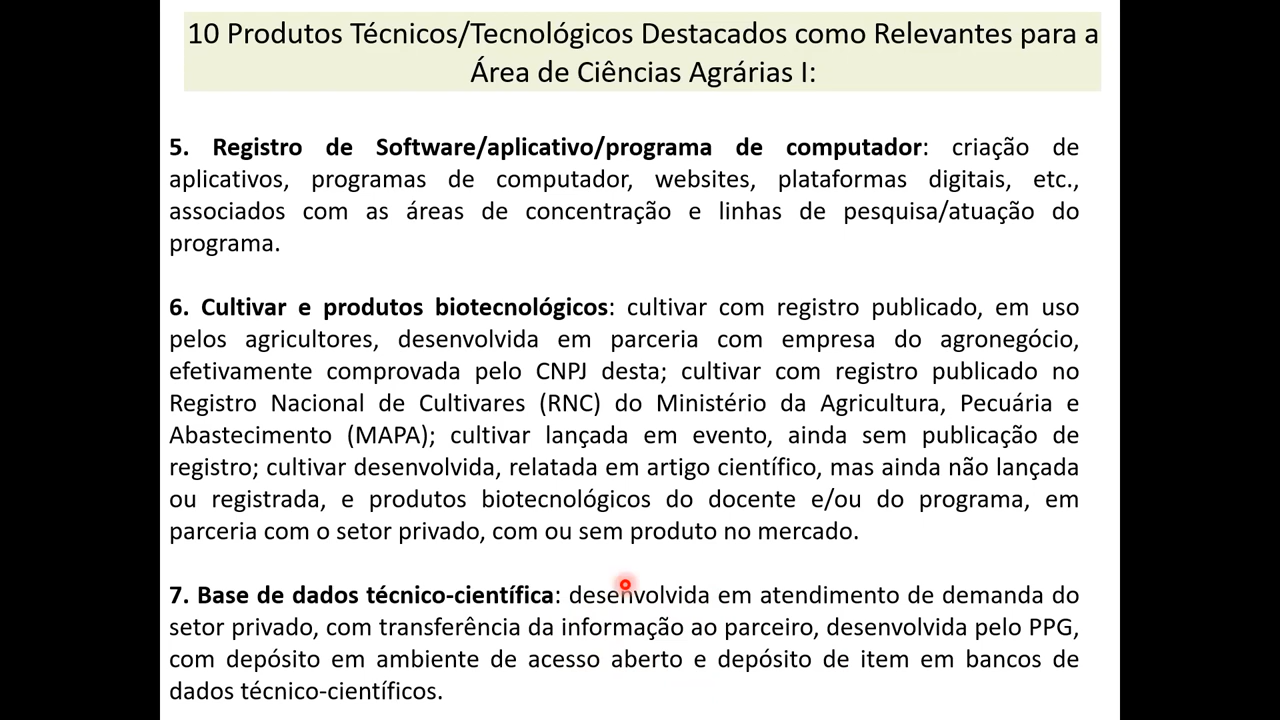 10 Produtos Técnicos/Tecnológicos Destacados como Relevantes para a
Área de Ciências Agrárias I:
5. Registro de Software/aplicativo/programa de computador: criação de
aplicativos, programas de computador, websites, plataformas digitais, etc.,
associados com as áreas de concentração e linhas de pesquisa/atuação do
programa.
6. Cultivar e produtos biotecnológicos: cultivar com registro publicado, em uso
pelos agricultores, desenvolvida em parceria com empresa do agronegócio,
efetivamente comprovada pelo CNPJ desta; cultivar com registro publicado no
Registro Nacional de Cultivares (RNC) do Ministério da Agricultura, Pecuária e
Abastecimento (MAPA); cultivar lançada em evento, ainda sem publicação de
registro; cultivar desenvolvida, relatada em artigo científico, mas ainda não lançada
ou registrada, e produtos biotecnológicos do docente e/ou do programa, em
parceria com o setor privado, com ou sem produto no mercado.
7. Base de dados técnico-científica: desenvolvida em atendimento de demanda do
setor privado, com transferência da informação ao parceiro, desenvolvida pelo PPG,
com depósito em ambiente de acesso aberto e depósito de item em bancos de
dados técnico-científicos.